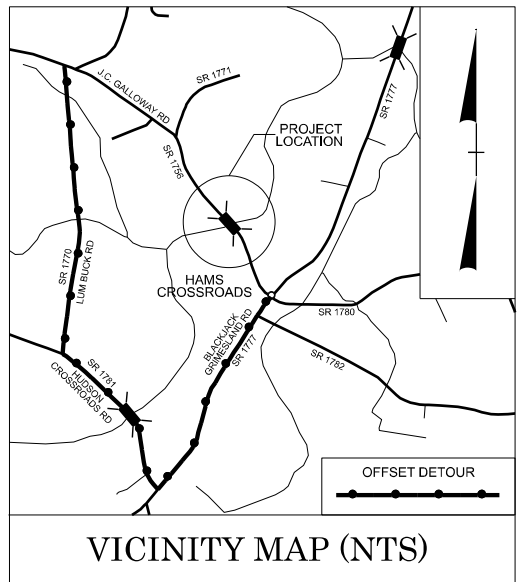 J.C. GALLOWAY RD
SR 1771
SR 1777
PROJECT
LOCATION
SR 1756
SR 1770
LUM BUCK RD
HAMS
CROSSROADS
SR 1780
BLACKJACK
GRIMESLAND RD
SR 1777
SR 1782
SR 1781
HUDSON
CROSSROADS RD
OFFSET DETOUR
VICINITY MAP (NTS)